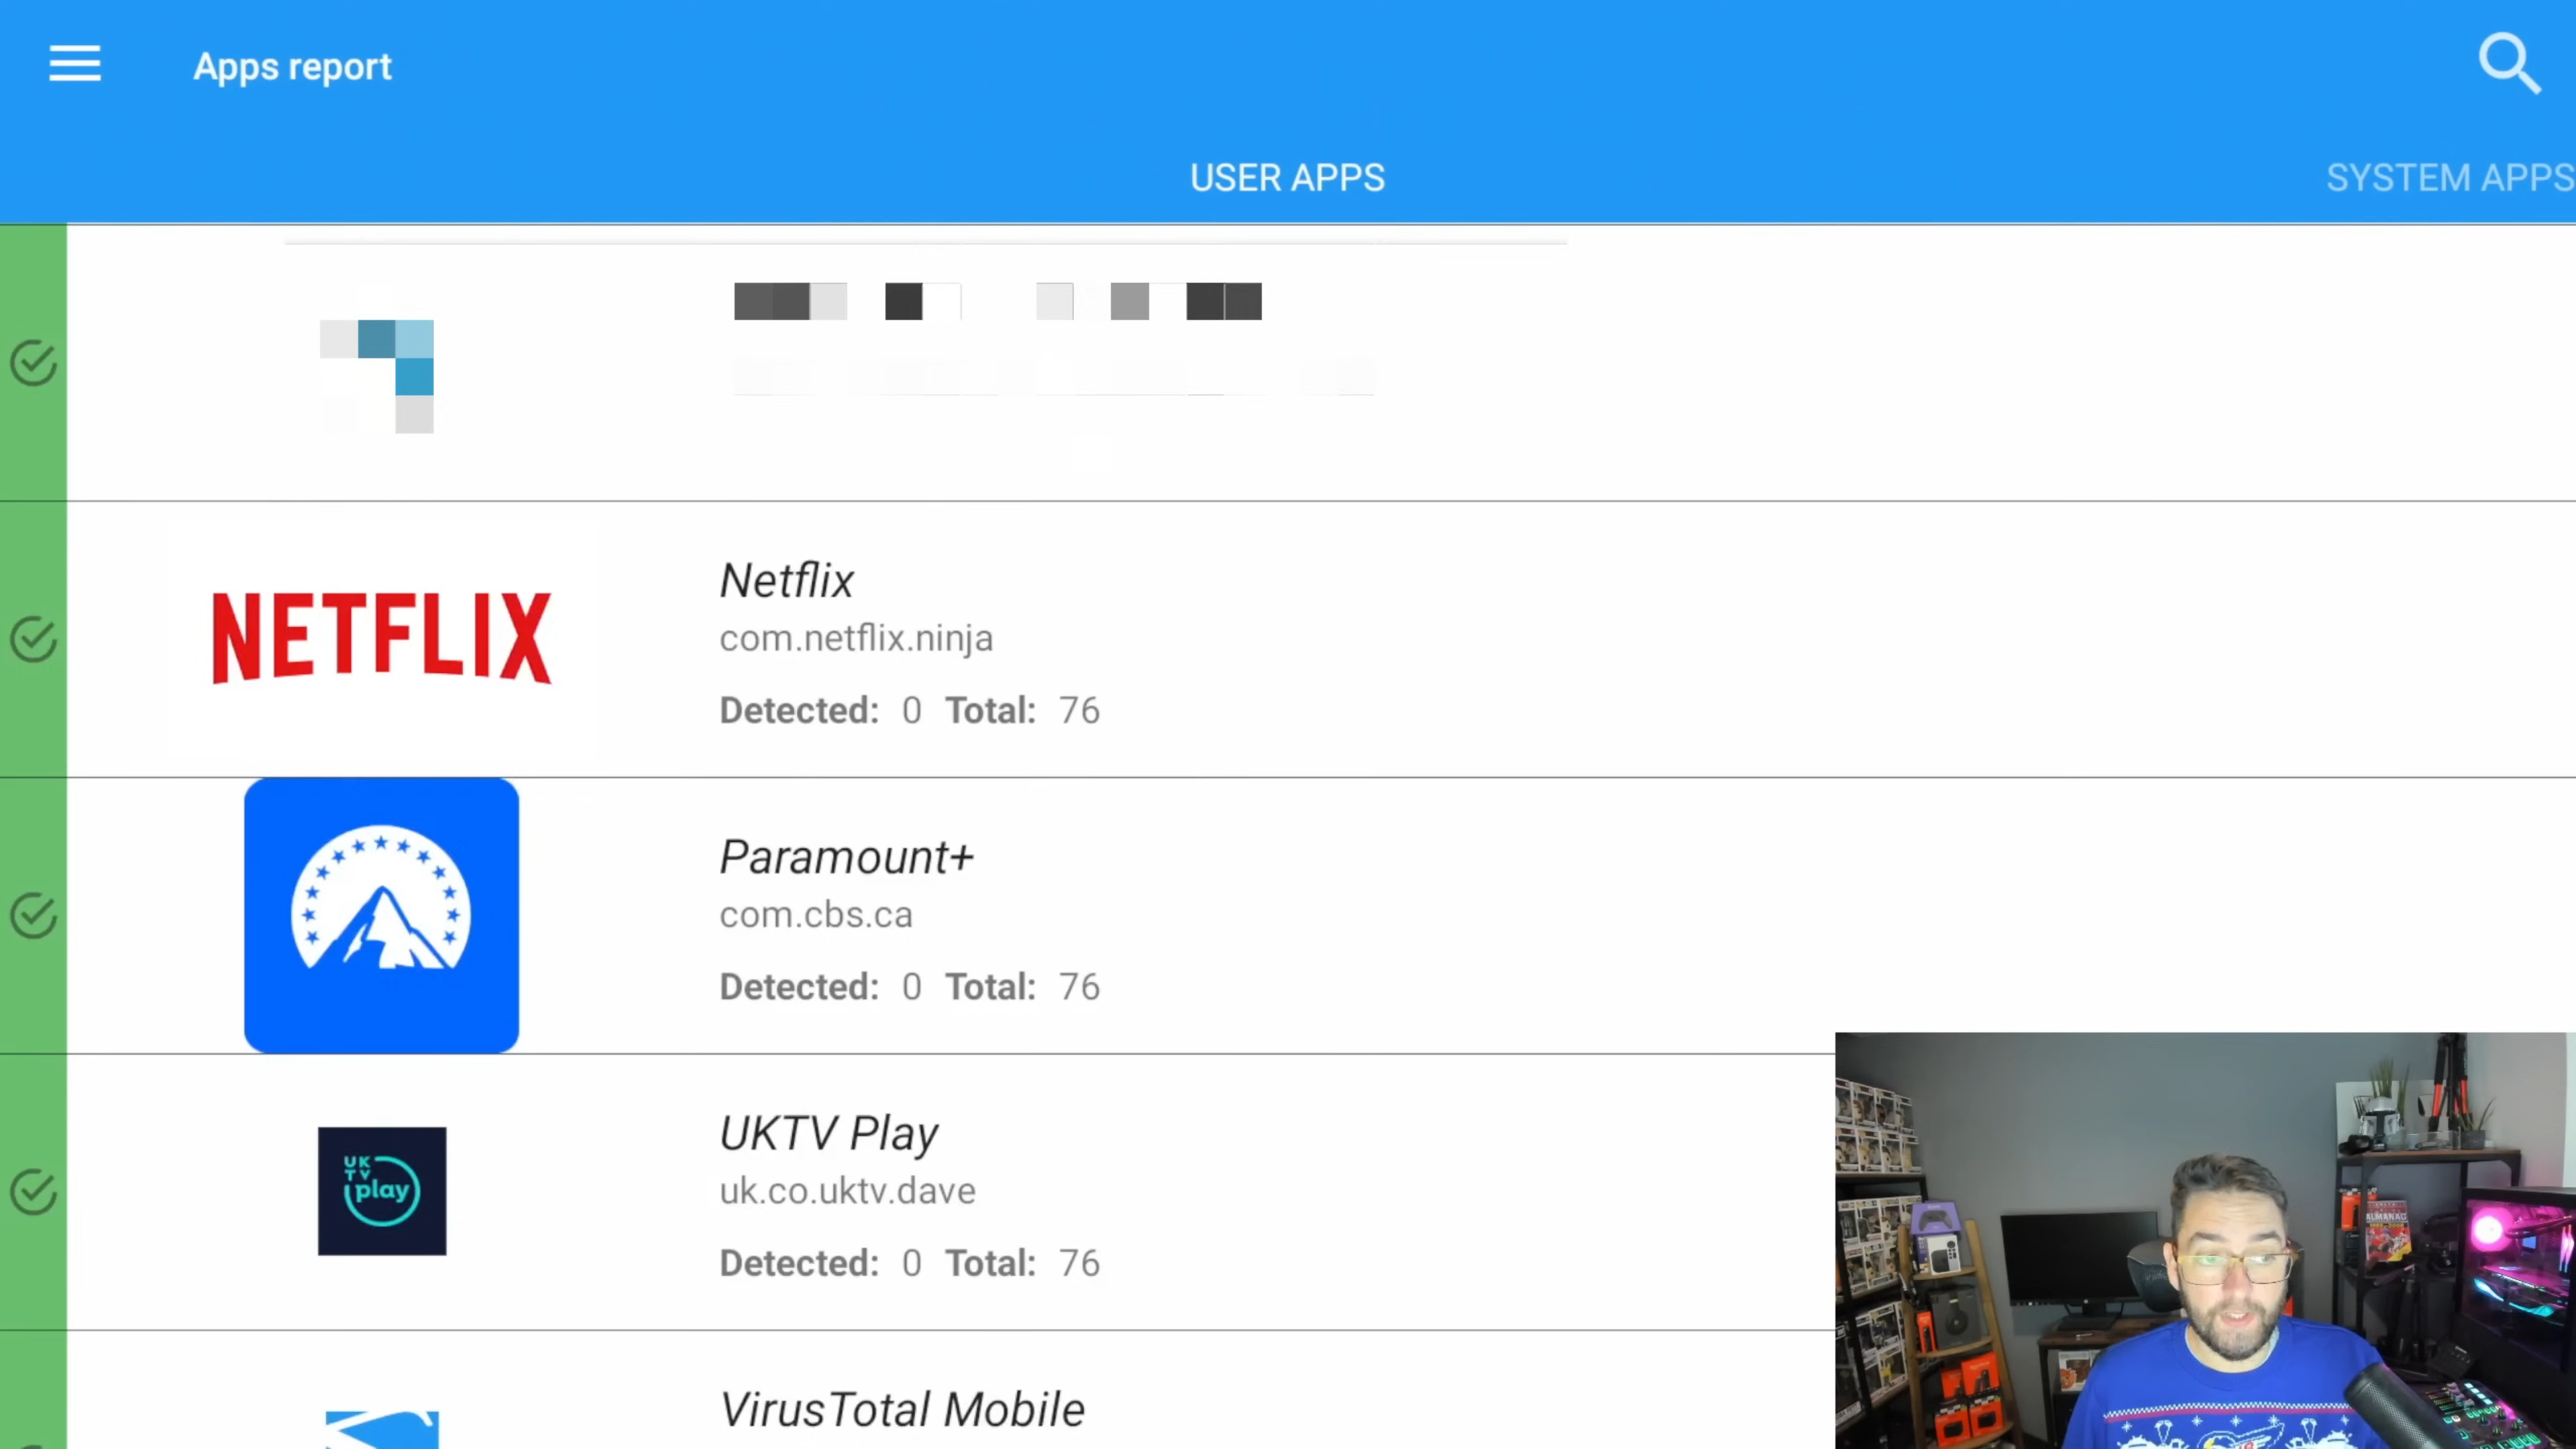 Apps report
USER APPS
SYSTEM APPS
NETFLIX
Netflix
com.netflix.ninja
Detected: 0 Total: 76
Paramount+
com.cbs.ca
Detected: 0 Total: 76
UK
TV
play
UKTV Play
uk.co.uktv.dave
Detected: 0 Total: 76
ALMANAC
VirusTotal Mobile